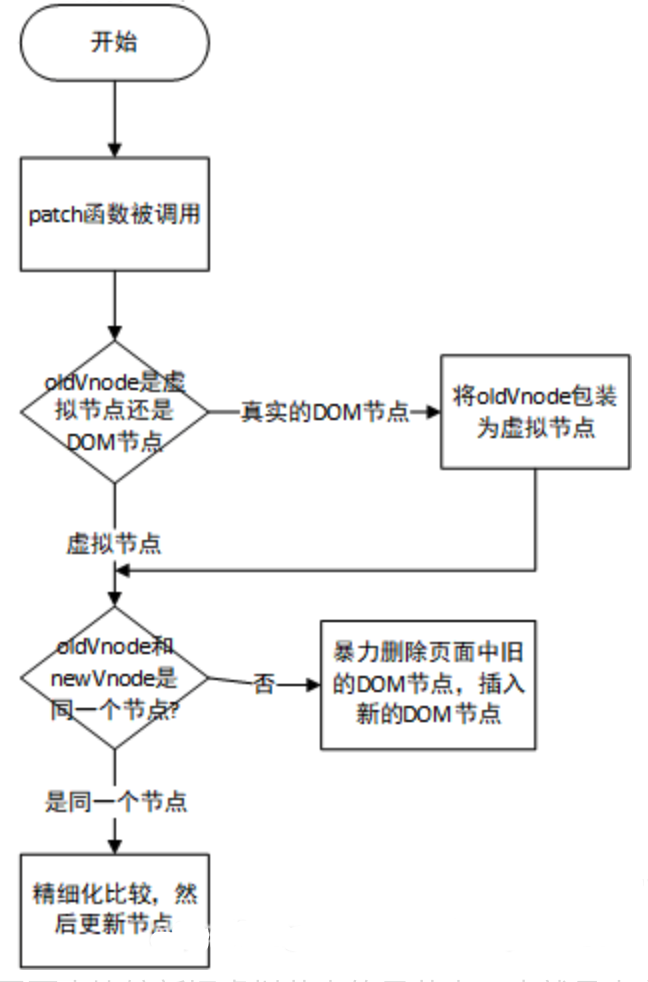 开始
patch函数被调用
oldVnode是虚
拟节点还是
DOM节点
真实的DOM节点
将oldVnode包装
为虚拟节点
虚拟节点
oldVnode和
newVnode是
同一个节点?
否
暴力删除页面中旧
的DOM节点，插入
新的DOM节点
是同一个节点
精细化比较，然
后更新节点